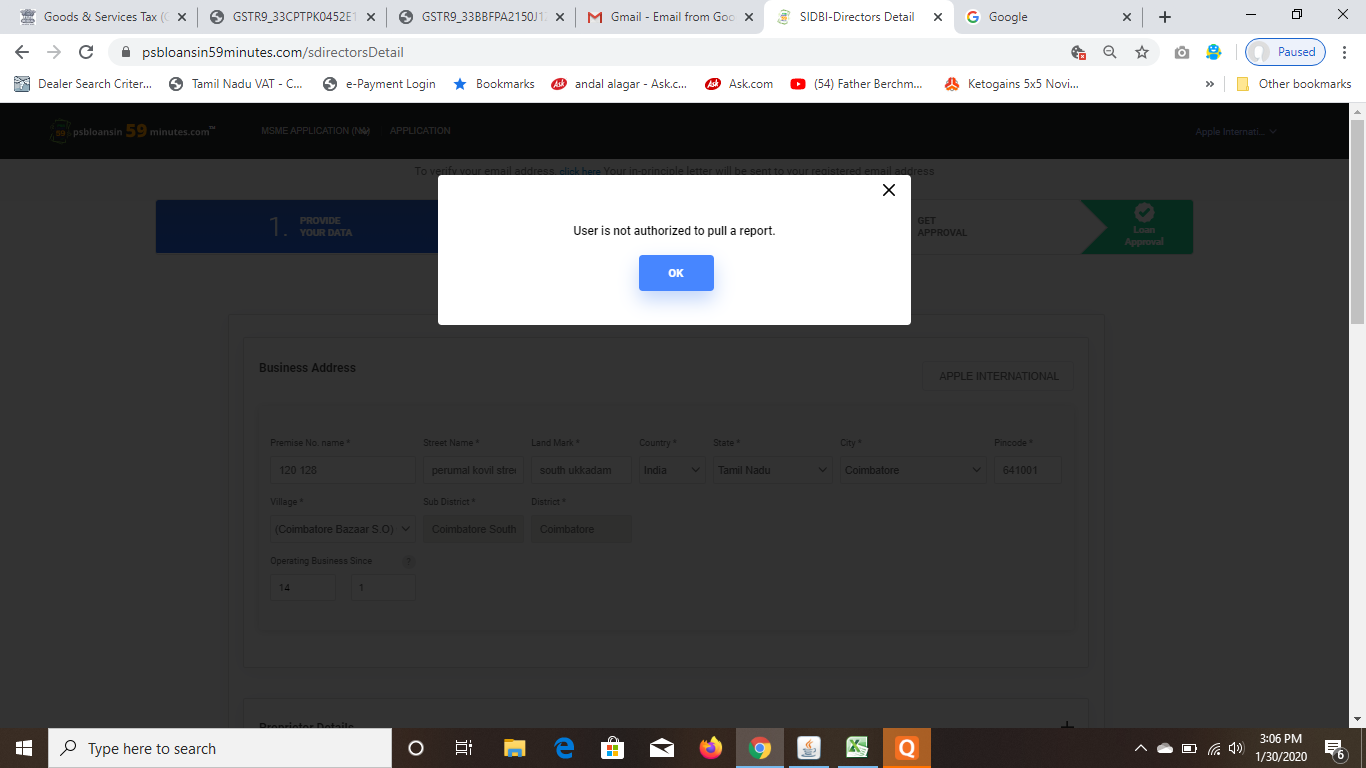 Goods & Services Tax (G
GSTR9_33CPTPK0452E1
GSTR9_33BBFPA2150J1Z
Gmail - Email from Goo
SIDBI-Directors Detail
Google
psbloansin59minutes.com/sdirectorsDetail
Paused
Dealer Search Criter...
Tamil Nadu VAT - C...
e-Payment Login
Bookmarks
andal alagar - Ask.c...
Ask.com
(54) Father Berchm...
Ketogains 5x5 Novi...
»
Other bookmarks
psbloansin 59 minutes.com™
MSME APPLICATION
APPLICATION
Apple Internati...
To verify your email address, click here Your in-principle letter will be sent to your registered email address
1. PROVIDE
YOUR DATA
GET
APPROVAL
Loan
Approval
User is not authorized to pull a report.
OK
Business Address
APPLE INTERNATIONAL
Premise No. name *
Street Name *
Land Mark *
Country *
State *
City *
Pincode *
120 128
perumal kovil stree
south ukkadam
India
Tamil Nadu
Coimbatore
641001
Village *
Sub District *
District *
(Coimbatore Bazaar S.O)
Coimbatore South
Coimbatore
Operating Business Since
?
14
1
Proprietor Details
+
Type here to search
3:06 PM
1/30/2020
6